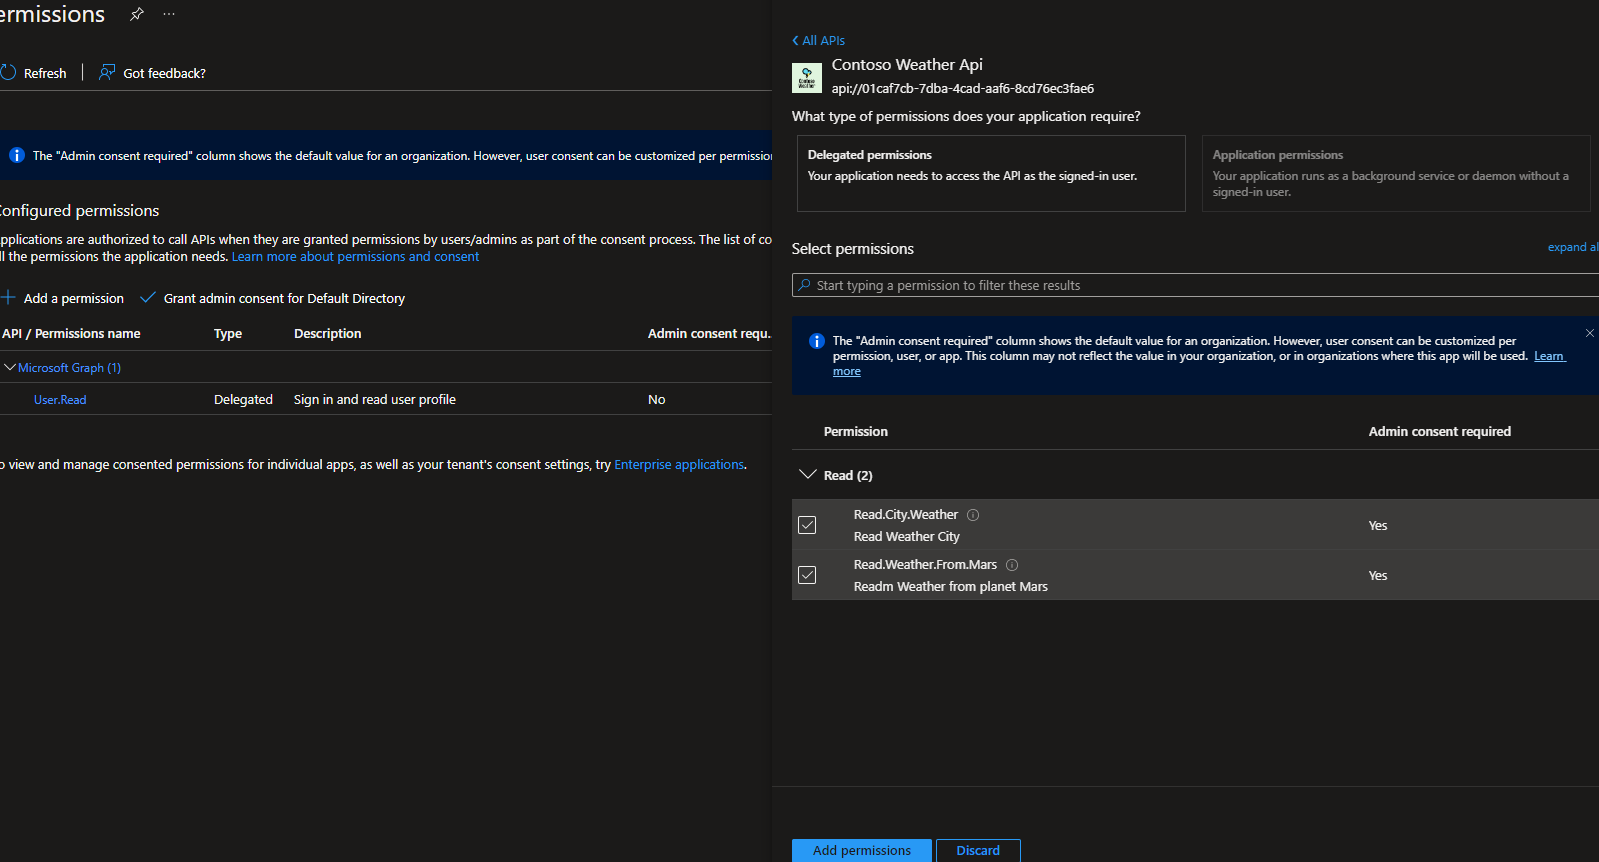 ermissions
...
Refresh
Got feedback?
The "Admin consent required" column shows the default value for an organization. However, user consent can be customized per permission
Configured permissions
pplications are authorized to call APIs when they are granted permissions by users/admins as part of the consent process. The list of co
ll the permissions the application needs. Learn more about permissions and consent
Add a permission
Grant admin consent for Default Directory
API / Permissions name Type Description Admin consent requ...
Microsoft Graph (1)
User.Read Delegated Sign in and read user profile No
o view and manage consented permissions for individual apps, as well as your tenant's consent settings, try Enterprise applications.
All APIs
Contoso Weather
Contoso Weather Api
api://01caf7cb-7dba-4cad-aaf6-8cd76ec3fae6
What type of permissions does your application require?
Delegated permissions
Your application needs to access the API as the signed-in user.
Application permissions
Your application runs as a background service or daemon without a
signed-in user.
Select permissions
expand al
Start typing a permission to filter these results
The "Admin consent required" column shows the default value for an organization. However, user consent can be customized per
permission, user, or app. This column may not reflect the value in your organization, or in organizations where this app will be used. Learn
more
Permission Admin consent required
Read (2)
Read.City.Weather
Read Weather City
Yes
Read.Weather.From.Mars
Readm Weather from planet Mars
Yes
Add permissions
Discard